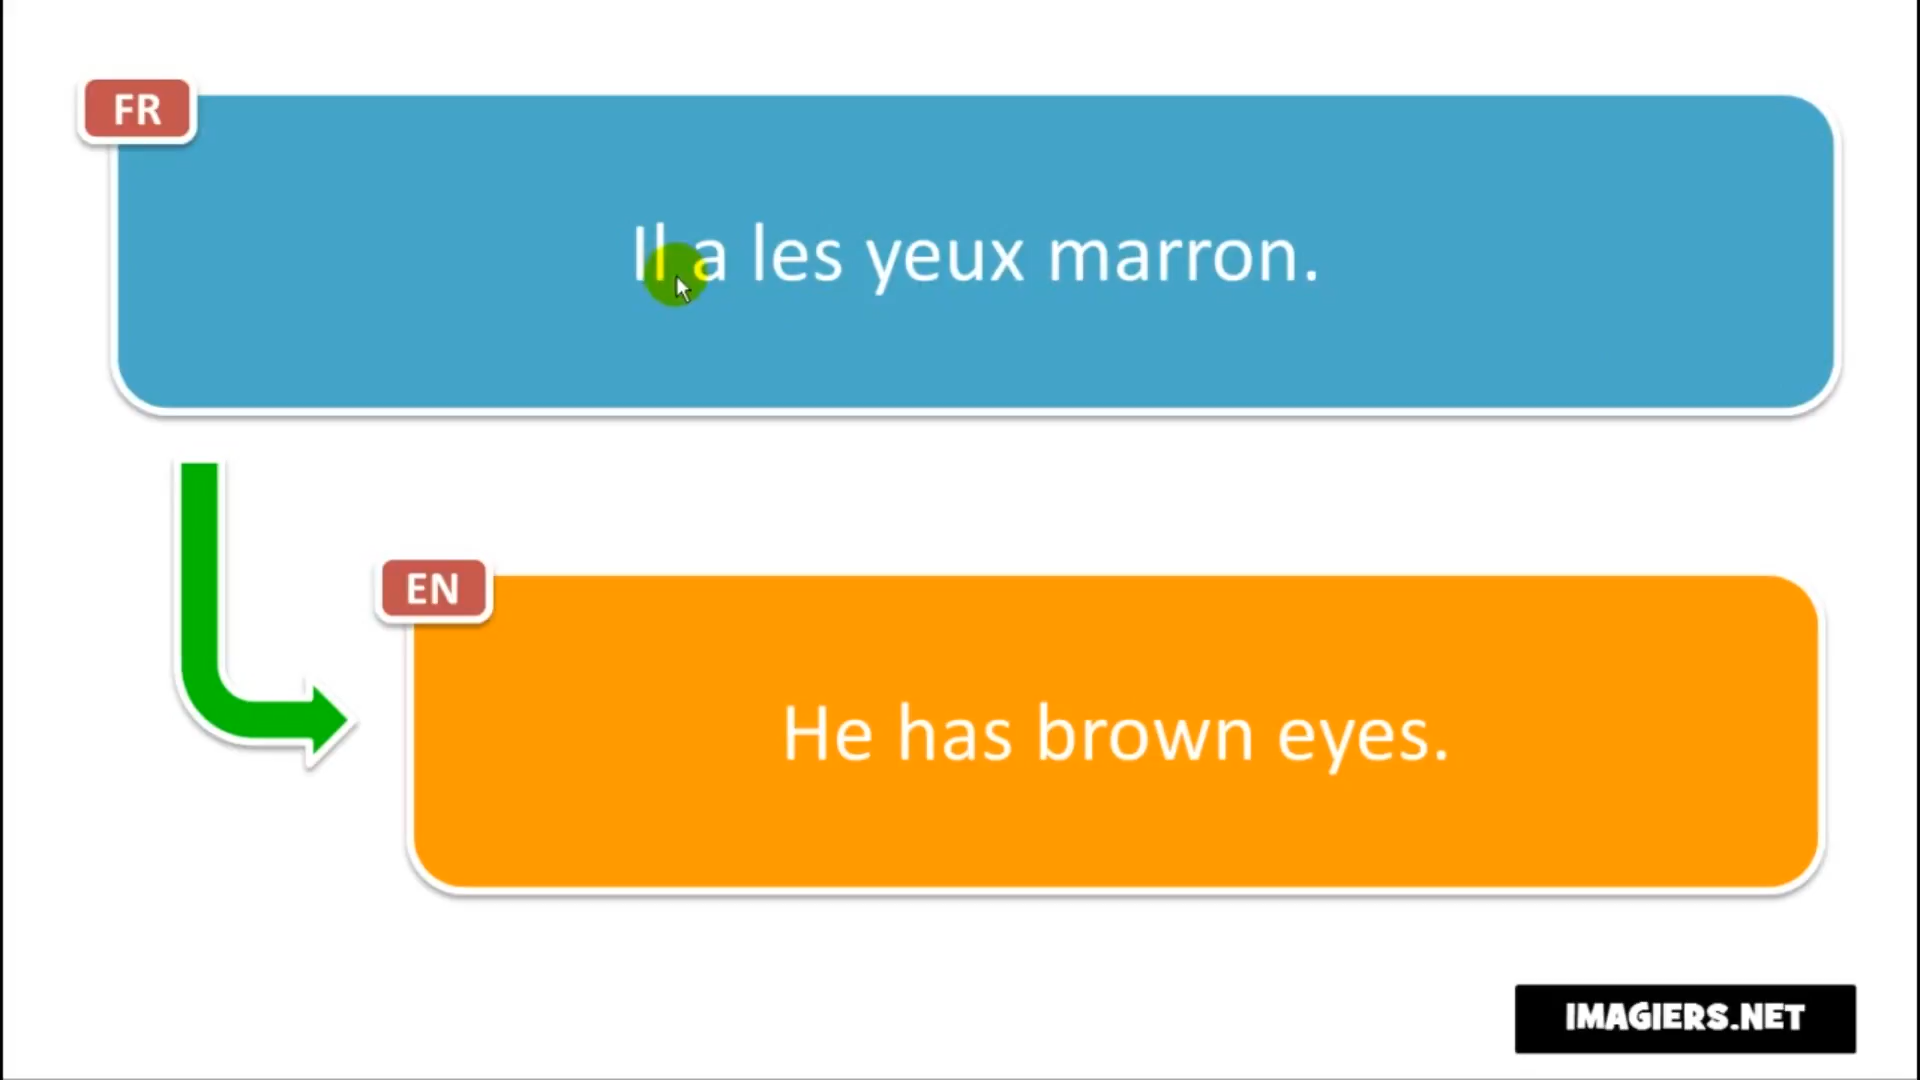 FR
Il a les yeux marron.
EN
He has brown eyes.
IMAGIERS.NET